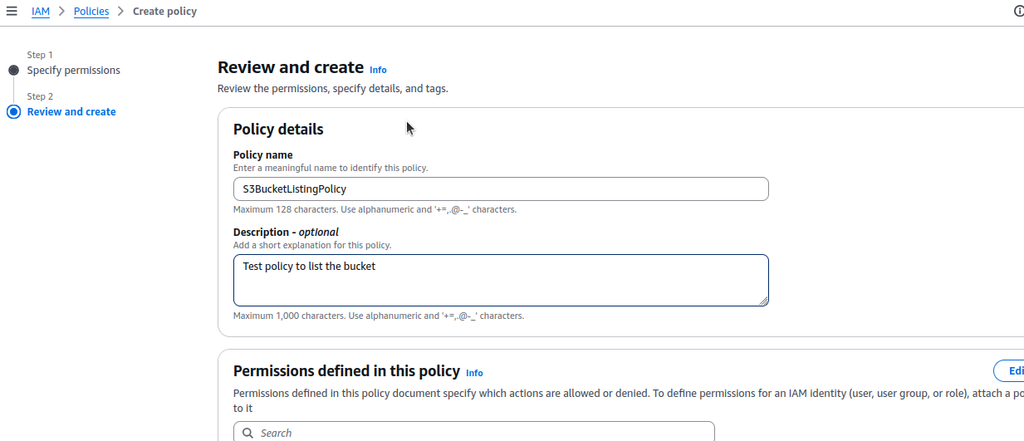 IAM > Policies > Create policy
Step 1
Specify permissions
Step 2
Review and create
Review and create Info
Review the permissions, specify details, and tags.
Policy details
Policy name
Enter a meaningful name to identify this policy.
S3BucketListingPolicy
Maximum 128 characters. Use alphanumeric and '+=,.@-_' characters.
Description - optional
Add a short explanation for this policy.
Test policy to list the bucket
Maximum 1,000 characters. Use alphanumeric and '+=,.@-_' characters.
Permissions defined in this policy Info
Edi
Permissions defined in this policy document specify which actions are allowed or denied. To define permissions for an IAM identity (user, user group, or role), attach a po
to it
Search